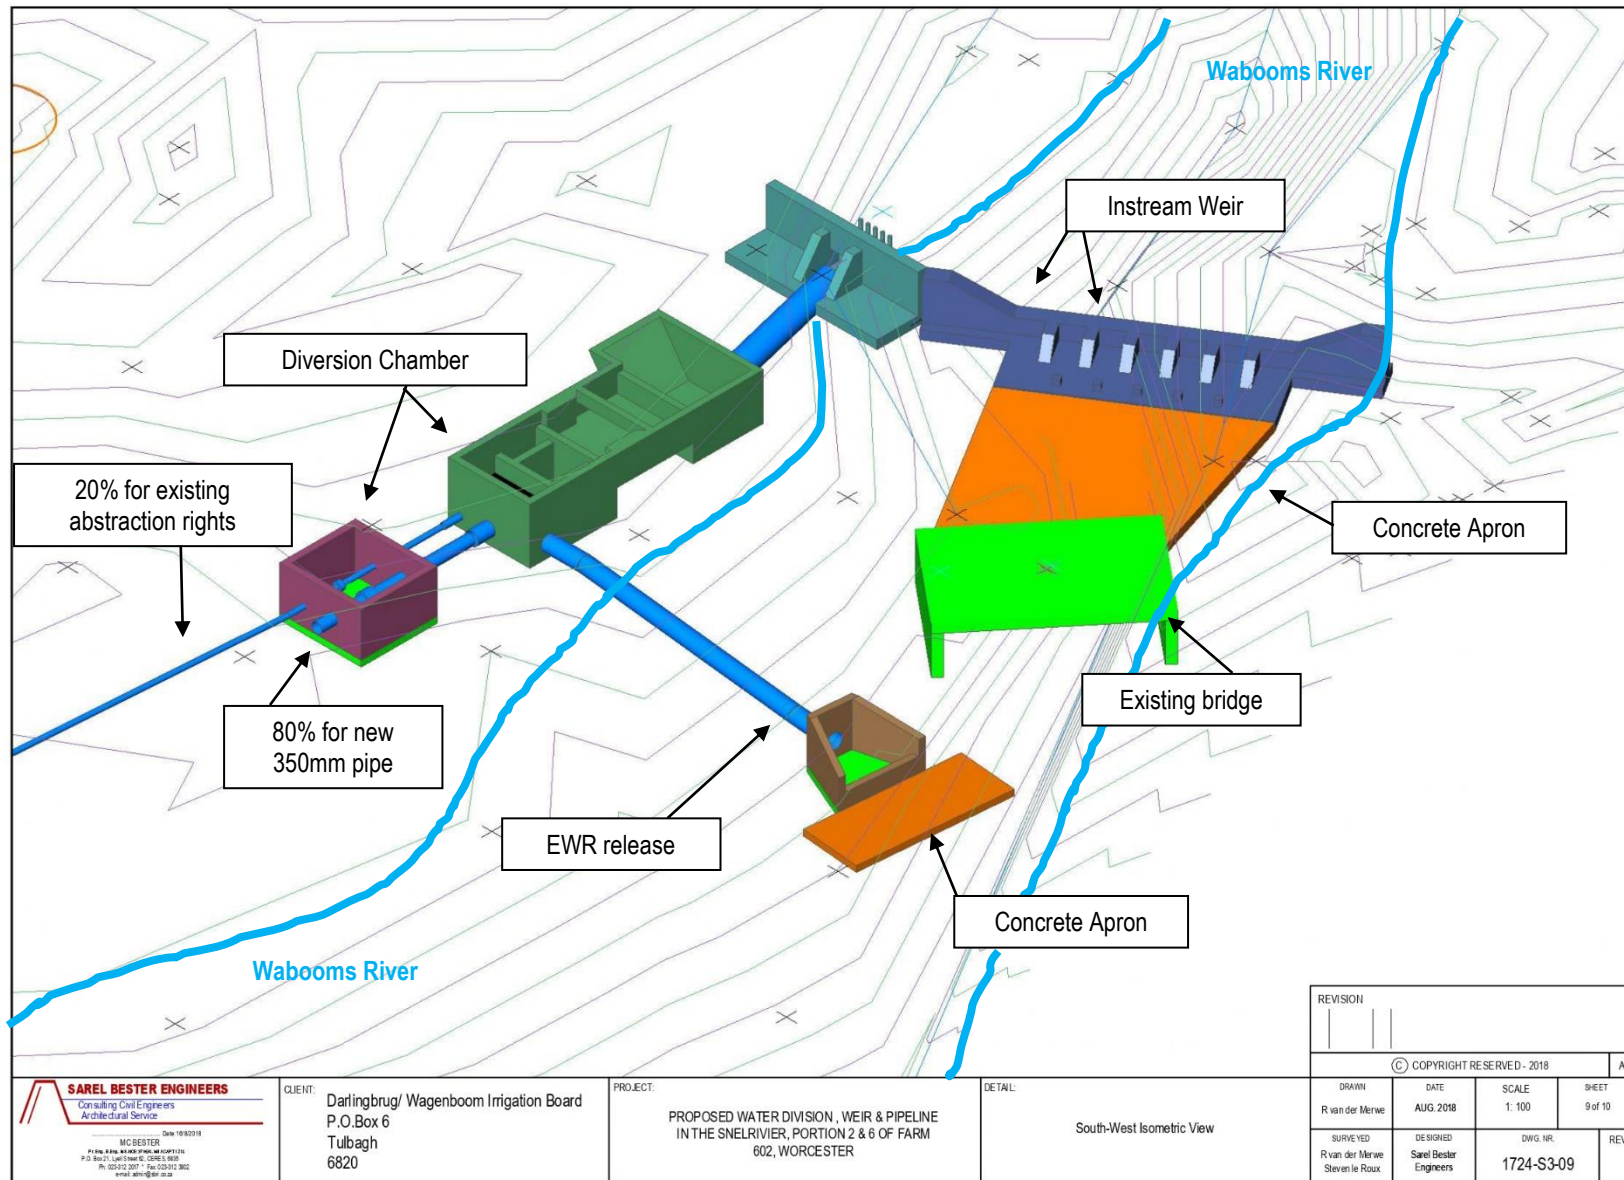 Wabooms River
Instream Weir
Diversion Chamber
20% for existing
abstraction rights
Concrete Apron
80% for new
350mm pipe
Existing bridge
EWR release
Concrete Apron
Wabooms River
REVISION
C COPYRIGHT RESERVED - 2018
A
SAREL BESTER ENGINEERS
Consulting Civil Engineers
Architectural Service
MC BESTER
CLIENT:
Darlingbrug/ Wagenboom Irrigation Board
P.O.Box 6
Tulbagh
6820
PROJECT:
PROPOSED WATER DIVISION , WEIR & PIPELINE
IN THE SNELRIVIER, PORTION 2 & 6 OF FARM
602, WORCESTER
DETAIL:
South-West Isometric View
DRAWN
R van der Merwe
DATE
AUG. 2018
SCALE
1: 100
SHEET
9 of 10
SURVEYED
R van der Merwe
Steven le Roux
DESIGNED
Sarel Bester
Engineers
DWG. NR.
1724-S3-09
REV